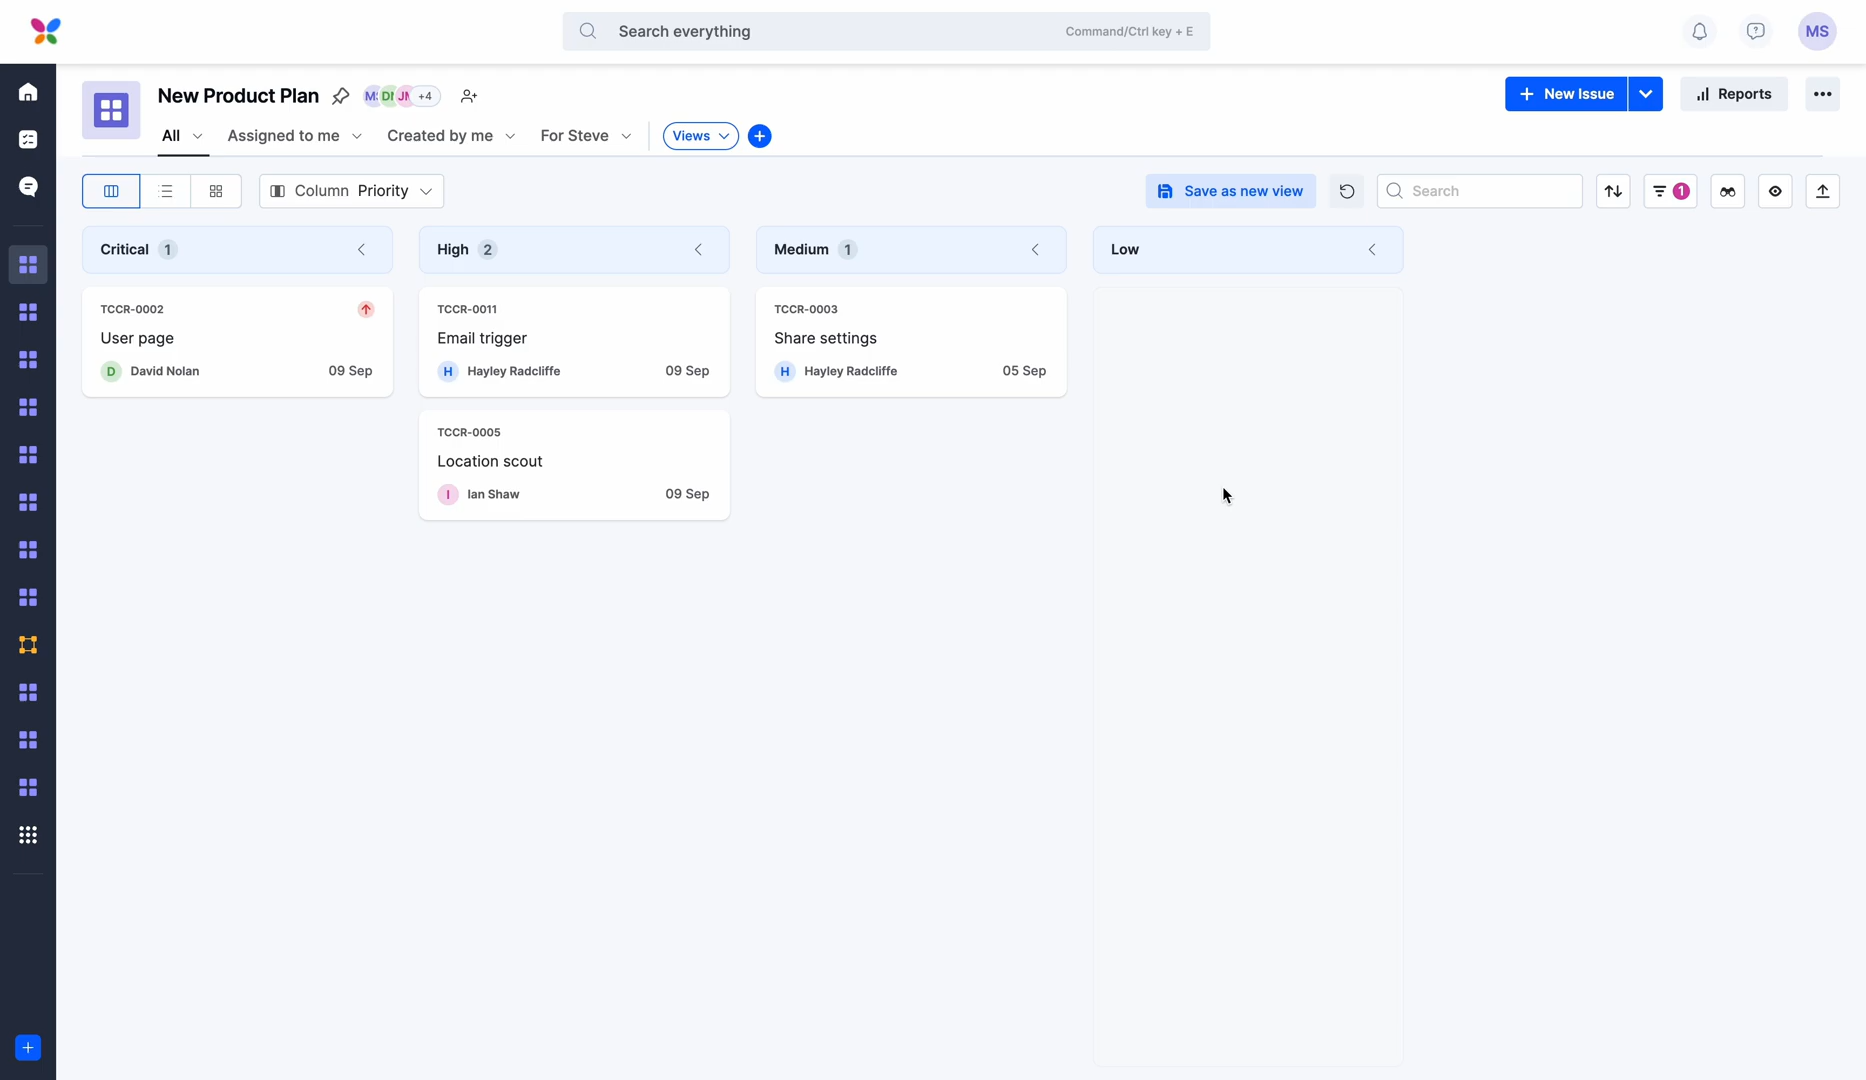 Search everything Command/Ctrl key + E MS
New Product Plan +4 New Issue Reports
All Assigned to me Created by me For Steve Views
Column Priority Save as new view Search 1
Critical 1 High 2 Medium 1 Low
TCCR-0002
User page
D David Nolan 09 Sep
TCCR-0011
Email trigger
H Hayley Radcliffe 09 Sep
TCCR-0005
Location scout
I Ian Shaw 09 Sep
TCCR-0003
Share settings
H Hayley Radcliffe 05 Sep